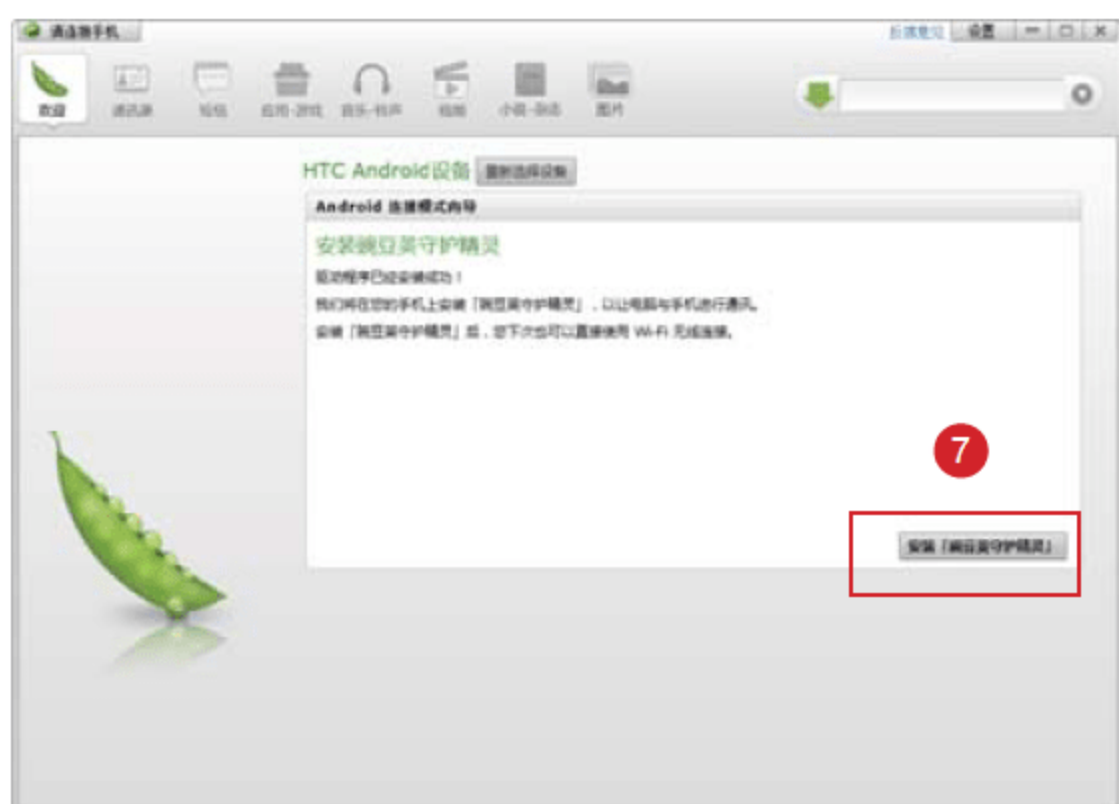 请连接手机
反馈意见 设置
欢迎 通讯录 短信 应用·游戏 音乐·铃声 视频 小说·杂志 图片
HTC Android设备 重新选择设备
Android 连接模式向导
安装豌豆荚守护精灵
驱动程序已经安装成功！
我们将在您的手机上安装「豌豆荚守护精灵」，以让电脑与手机进行通讯。
安装「豌豆荚守护精灵」后，您下次也可以直接使用 Wi-Fi 无线连接。
7
安装「豌豆荚守护精灵」